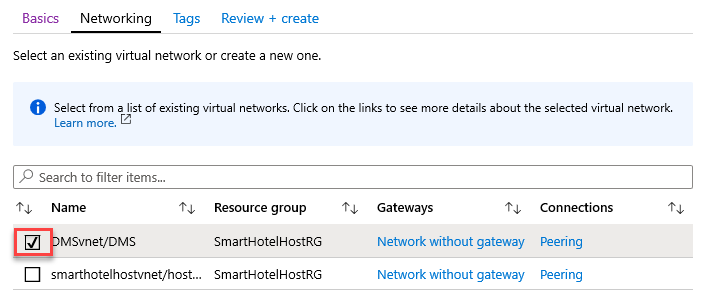 Basics Networking Tags Review + create
Select an existing virtual network or create a new one.
Select from a list of existing virtual networks. Click on the links to see more details about the selected virtual network.
Learn more.
Search to filter items...
Name Resource group Gateways Connections
DMSvnet/DMS SmartHotelHostRG Network without gateway Peering
smarthotelhostvnet/host... SmartHotelHostRG Network without gateway Peering